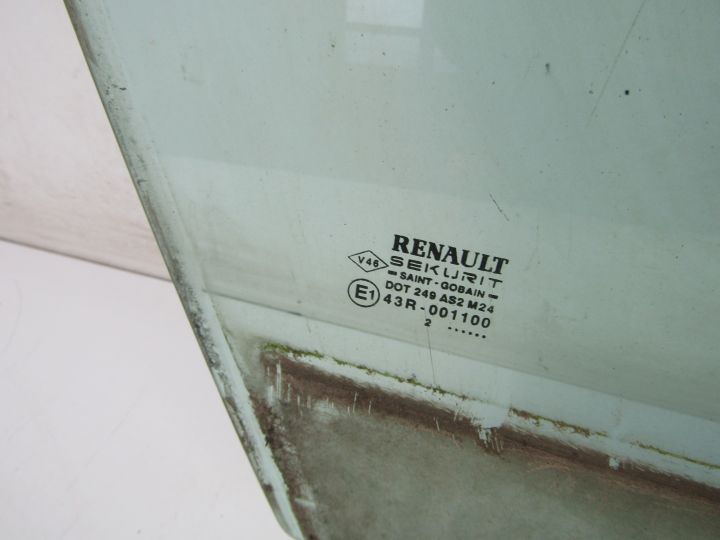 RENAULT
V46 SEKURIT
- SAINT - GOBAIN -
DOT 249 AS2 M24
E1 43R - 001100
2 ......